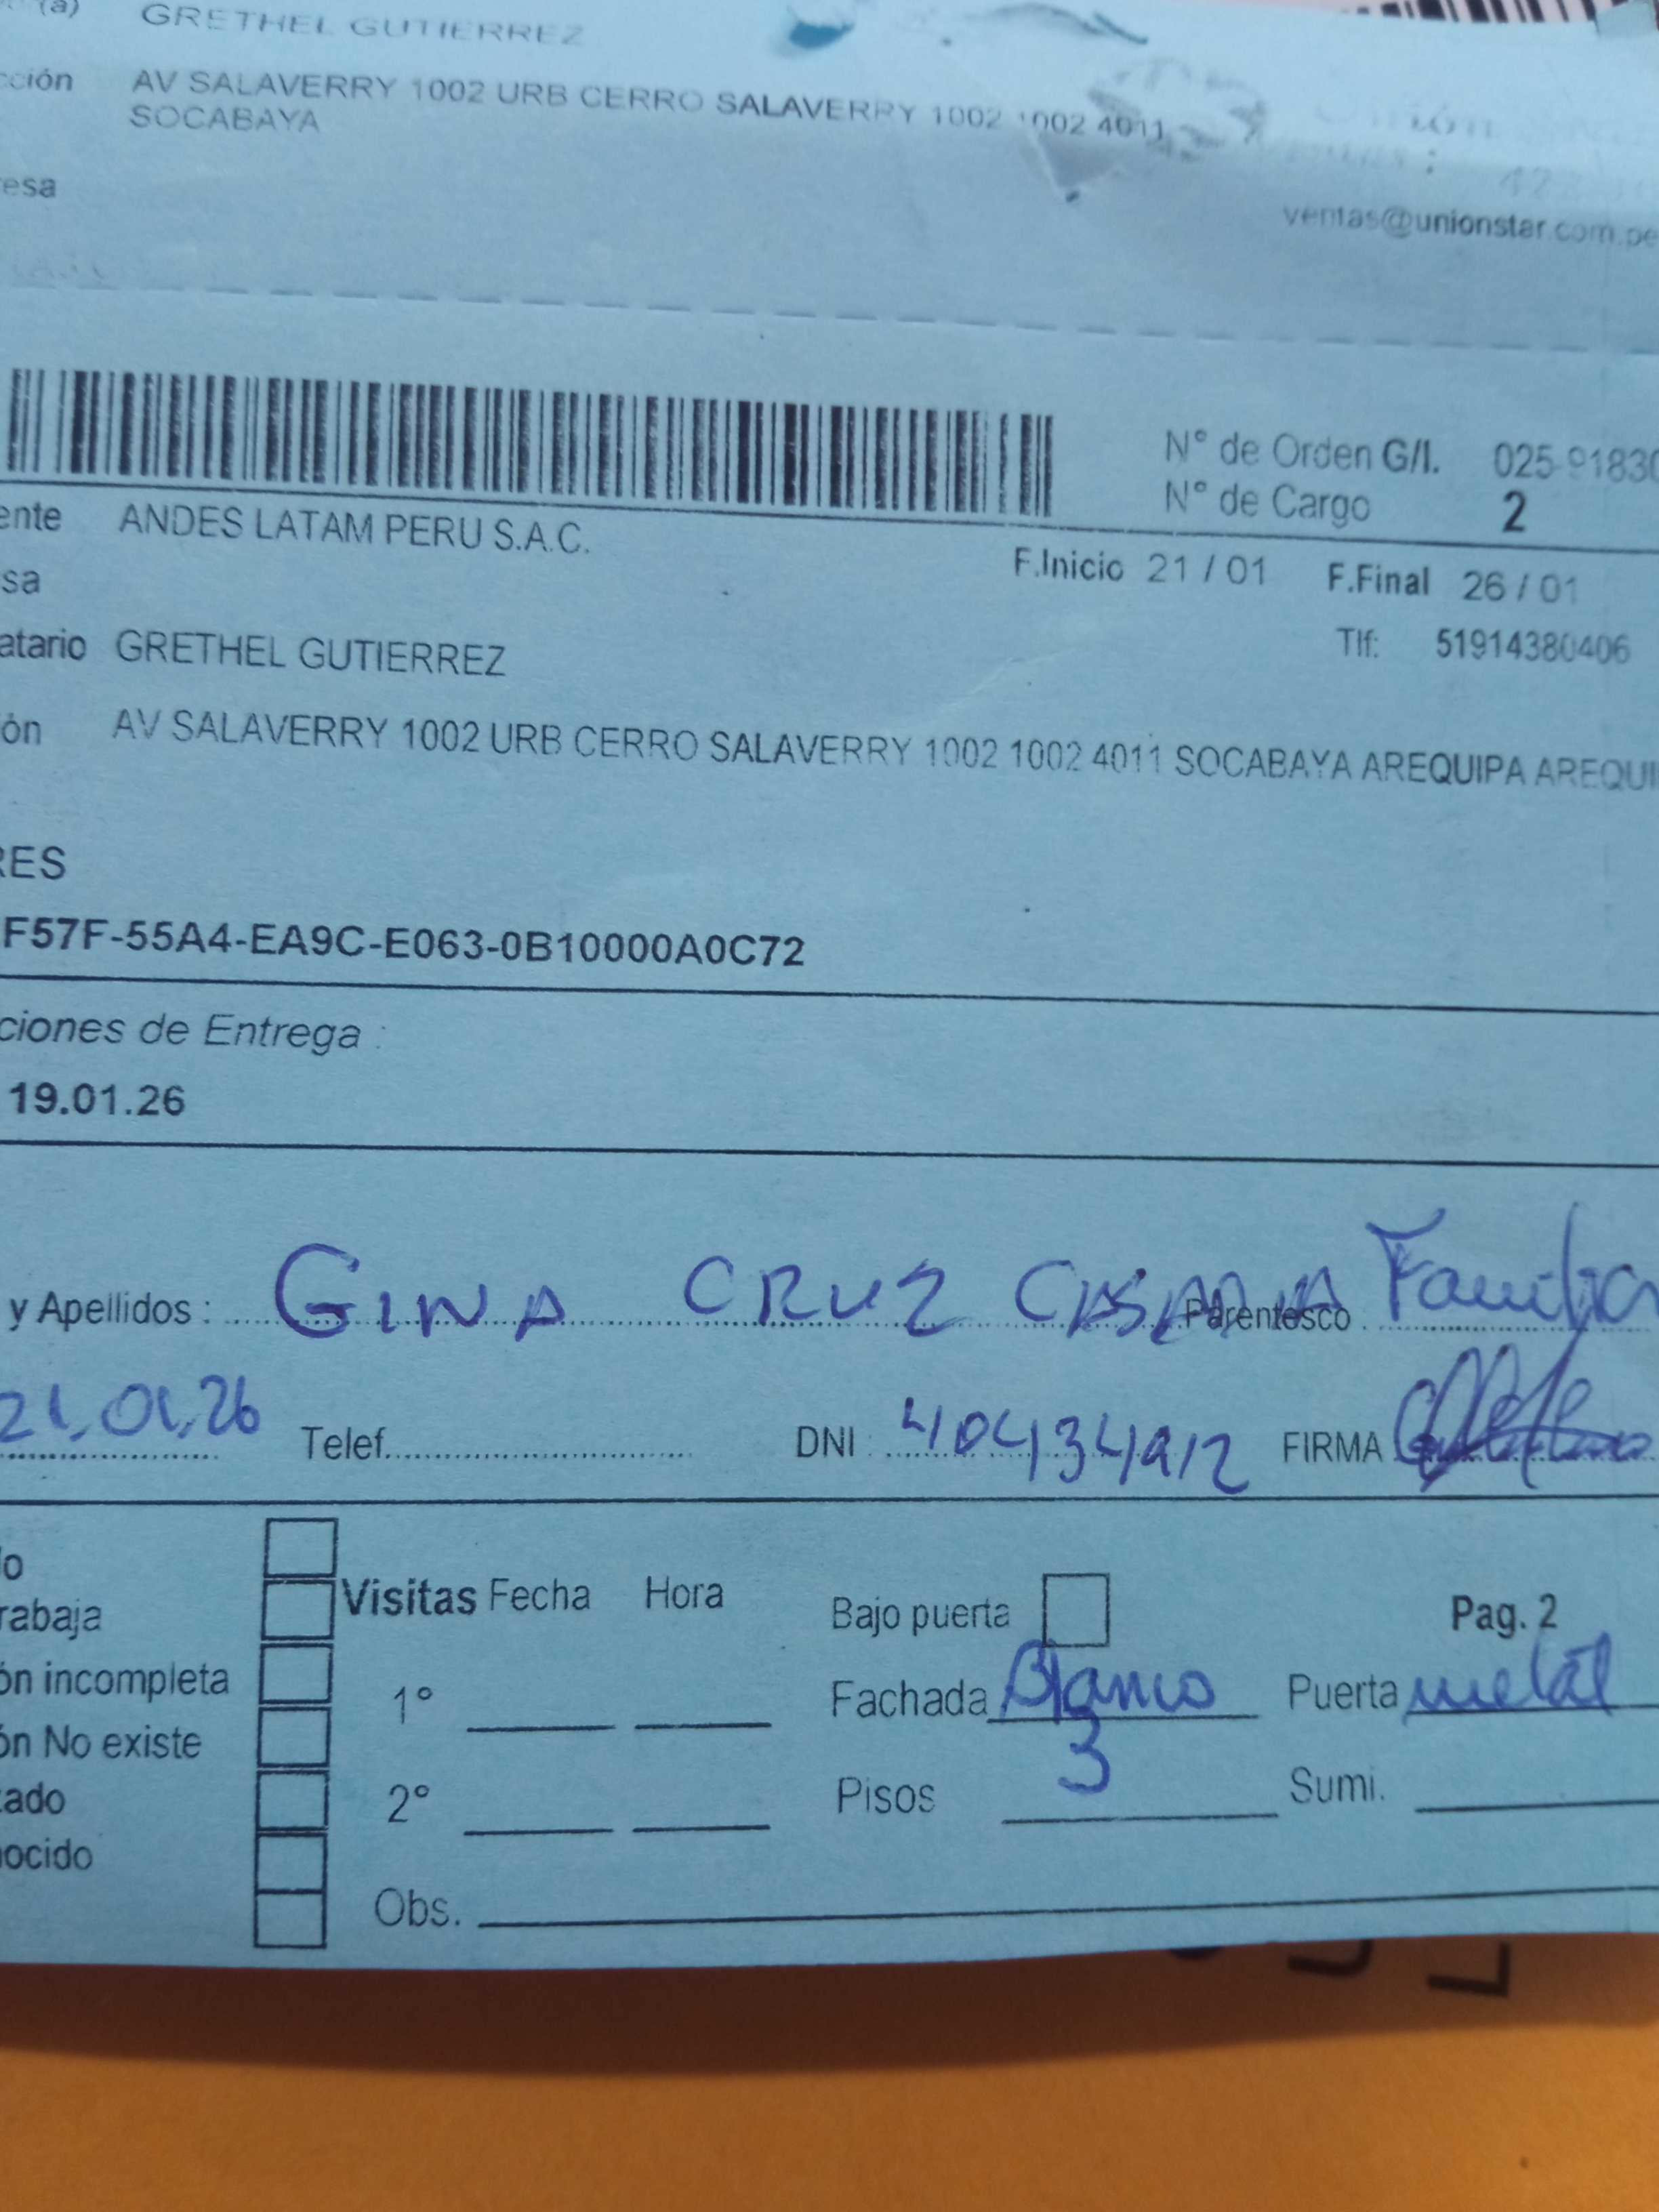 (a) GRETHEL GUTIERREZ
cción AV SALAVERRY 1002 URB CERRO SALAVERRY 1002 1002 4011
SOCABAYA
esa
ventas@unionstar.com.pe
N° de Orden G/I. 025-91830
N° de Cargo 2
ente ANDES LATAM PERU S.A.C.
F.Inicio 21 / 01 F.Final 26 / 01
sa
Tlf: 51914380406
atario GRETHEL GUTIERREZ
ón AV SALAVERRY 1002 URB CERRO SALAVERRY 1002 1002 4011 SOCABAYA AREQUIPA AREQUI
RES
F57F-55A4-EA9C-E063-0B10000A0C72
ciones de Entrega :
19.01.26
y Apellidos : GINA CRUZ Parentesco Familia
21.01.26 Telef. DNI : FIRMA
o
rabaja Visitas Fecha Hora Bajo puerta Pag. 2
ón incompleta 1° Fachada Blanco Puerta metal
ón No existe
ado 2° Pisos 3 Sumi.
ocido
Obs.